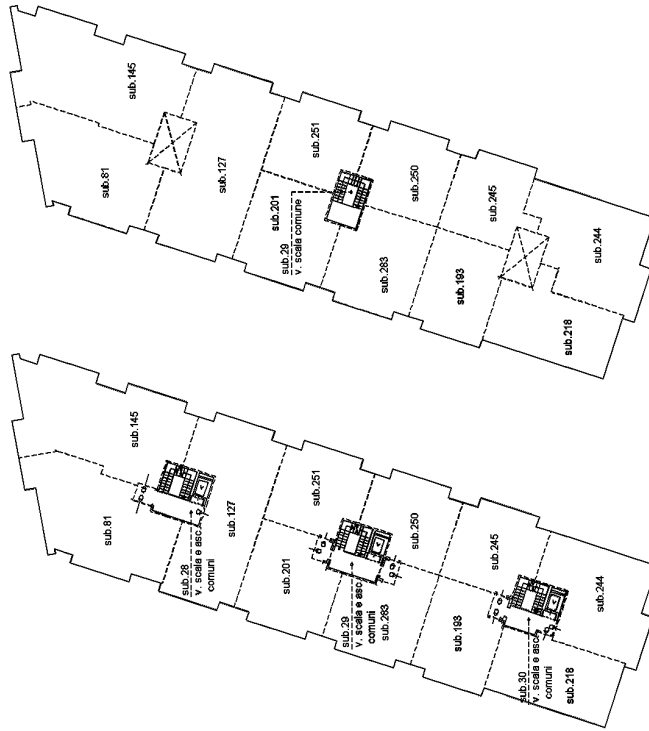 sub.145
sub.81
sub.127
sub.251
sub.201
sub.29
v. scala comune
sub.250
sub.283
sub.245
sub.193
sub.244
sub.218
sub.145
sub.81
sub.127
sub.28
v. scala e asc.
comuni
sub.251
sub.201
sub.29
v. scala e asc.
comuni
sub.250
sub.283
sub.245
sub.193
sub.30
v. scala e asc.
comuni
sub.244
sub.218